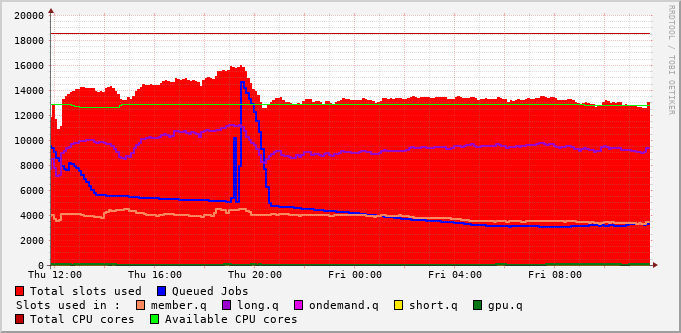 20000
18000
16000
14000
12000
10000
8000
6000
4000
2000
0
Thu 12:00 Thu 16:00 Thu 20:00 Fri 00:00 Fri 04:00 Fri 08:00
RRDTOOL / TOBI OETIKER
Total slots used Queued Jobs
Slots used in : member.q long.q ondemand.q short.q gpu.q
Total CPU cores Available CPU cores